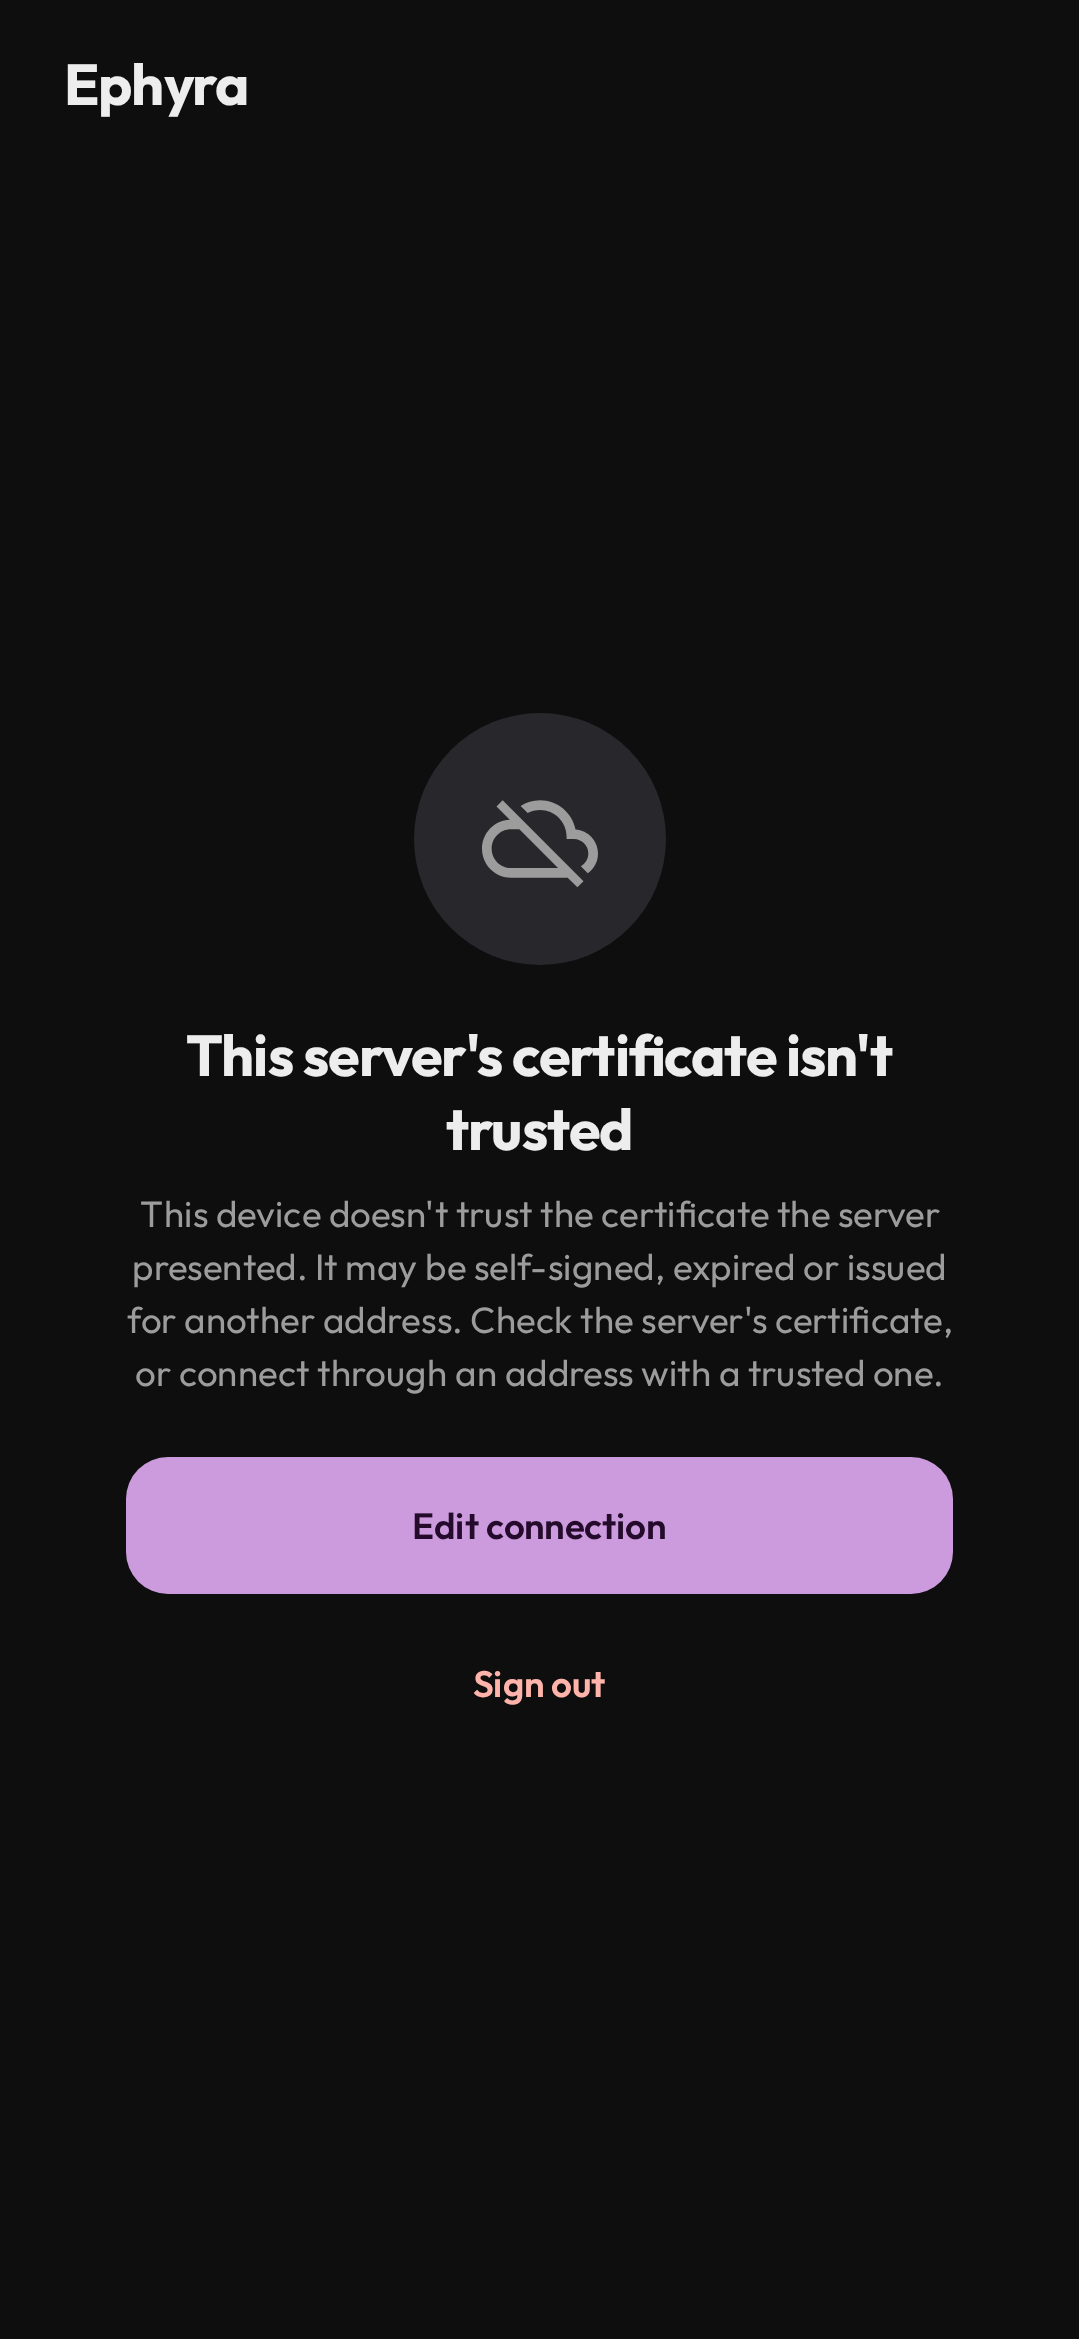 Ephyra
This server's certificate isn't
trusted
This device doesn't trust the certificate the server
presented. It may be self-signed, expired or issued
for another address. Check the server's certificate,
or connect through an address with a trusted one.
Edit connection
Sign out